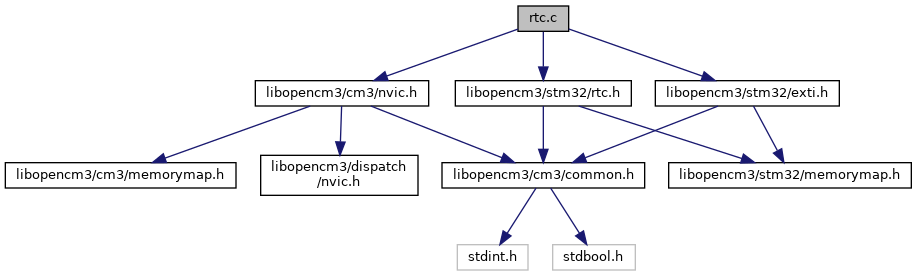 rtc.c
libopencm3/cm3/nvic.h
libopencm3/stm32/rtc.h
libopencm3/stm32/exti.h
libopencm3/cm3/memorymap.h
libopencm3/dispatch
/nvic.h
libopencm3/cm3/common.h
libopencm3/stm32/memorymap.h
stdint.h
stdbool.h